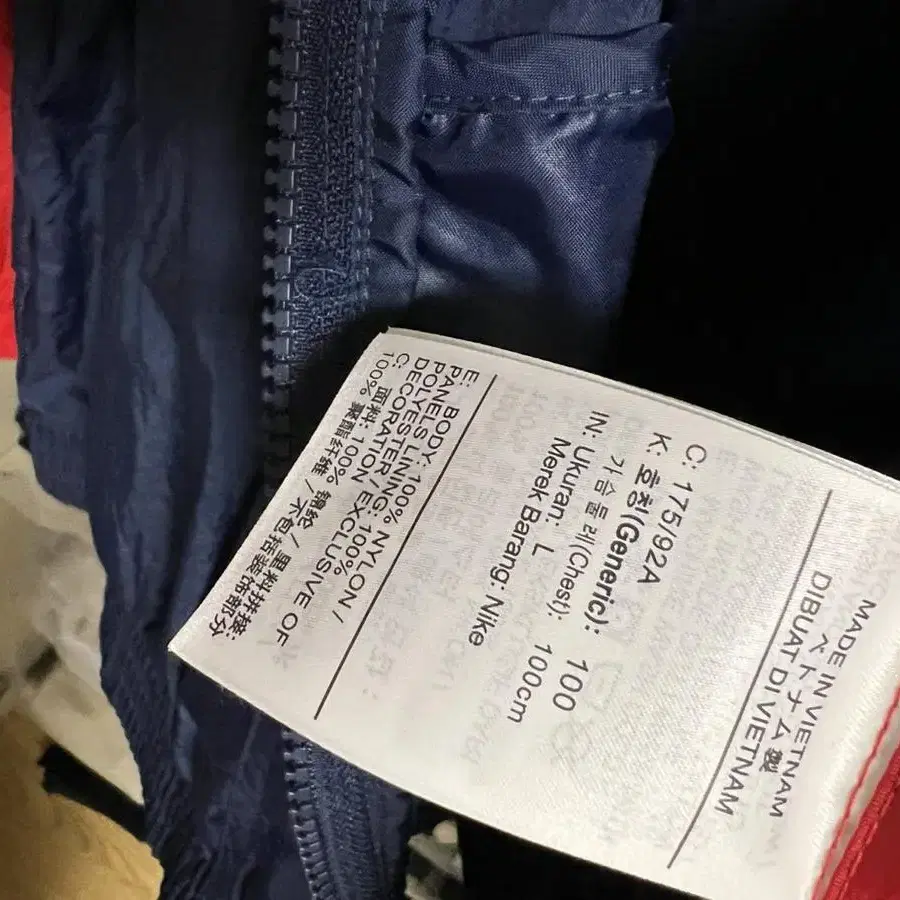 MADE IN VIETNAM
ベトナム製
DIBUAT DI VIETNAM
C: 175/92A
K: 호칭(Generic): 100
가슴둘레(Chest): 100cm
IN: Ukuran: L
Merek Barang: Nike
E: BODY: 100% NYLON /
PANELS LINING: 100%
POLYESTER / EXCLUSIVE OF
DECORATION
C: 面料: 100% 锦纶 / 里料拼接:
100% 聚酯纤维 / 不包括装饰部分